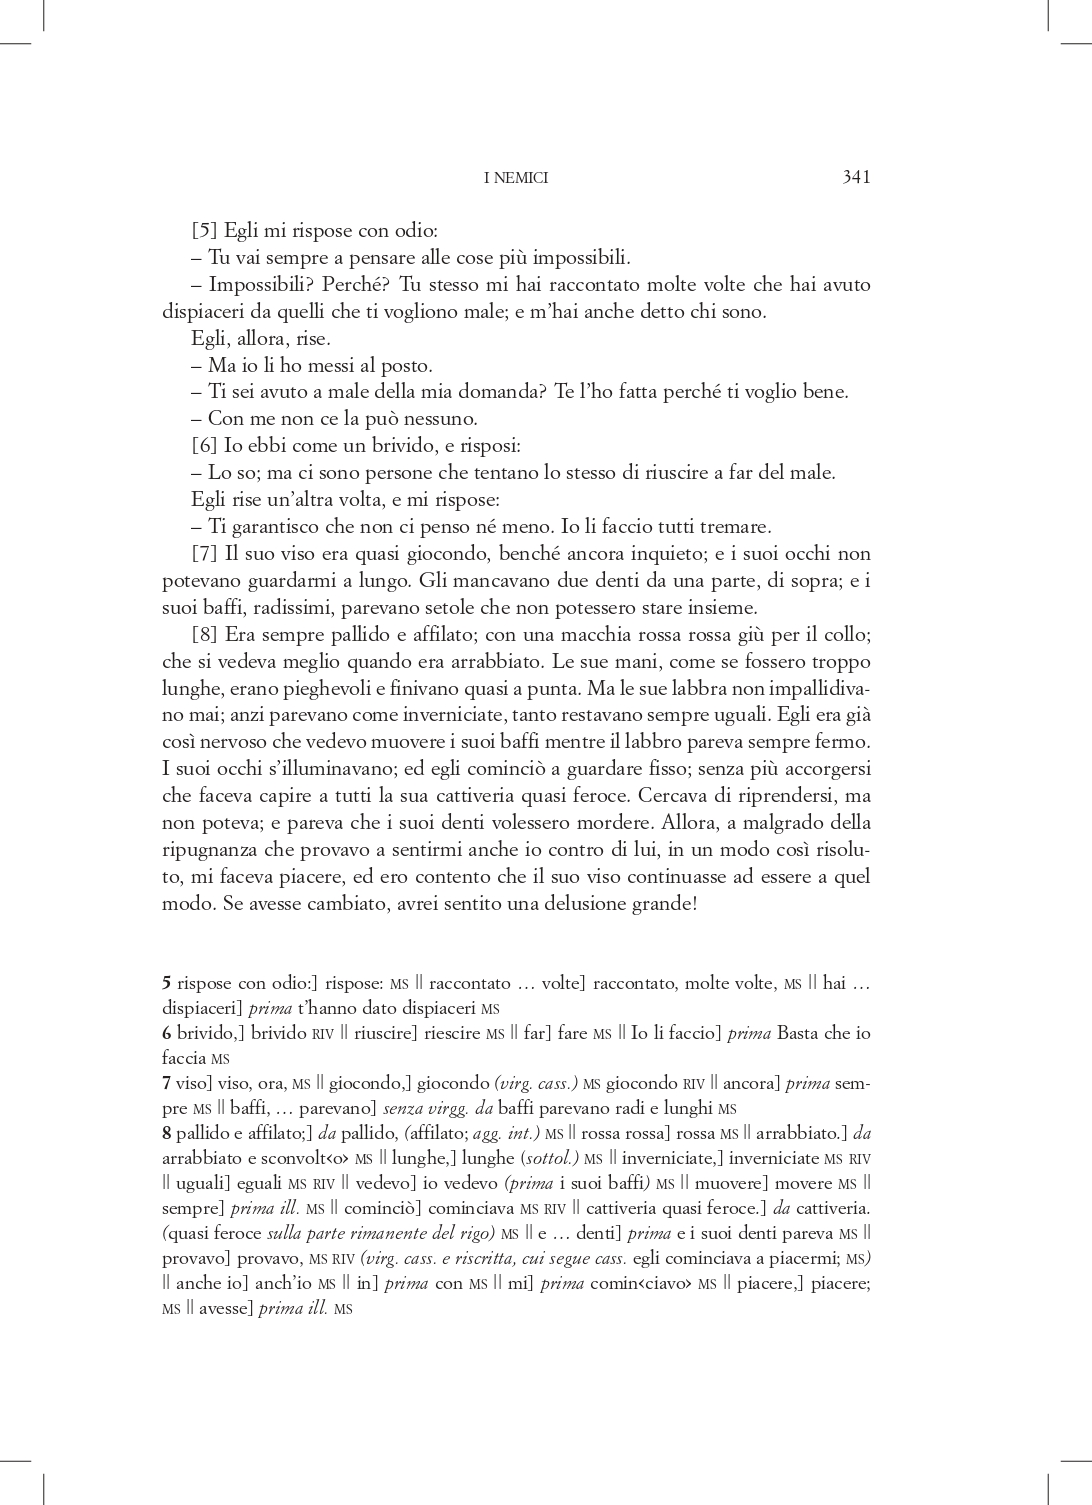 I NEMICI 341
[5] Egli mi rispose con odio:
– Tu vai sempre a pensare alle cose più impossibili.
– Impossibili? Perché? Tu stesso mi hai raccontato molte volte che hai avuto
dispiaceri da quelli che ti vogliono male; e m’hai anche detto chi sono.
Egli, allora, rise.
– Ma io li ho messi al posto.
– Ti sei avuto a male della mia domanda? Te l’ho fatta perché ti voglio bene.
– Con me non ce la può nessuno.
[6] Io ebbi come un brivido, e risposi:
– Lo so; ma ci sono persone che tentano lo stesso di riuscire a far del male.
Egli rise un’altra volta, e mi rispose:
– Ti garantisco che non ci penso né meno. Io li faccio tutti tremare.
[7] Il suo viso era quasi giocondo, benché ancora inquieto; e i suoi occhi non
potevano guardarmi a lungo. Gli mancavano due denti da una parte, di sopra; e i
suoi baffi, radissimi, parevano setole che non potessero stare insieme.
[8] Era sempre pallido e affilato; con una macchia rossa rossa giù per il collo;
che si vedeva meglio quando era arrabbiato. Le sue mani, come se fossero troppo
lunghe, erano pieghevoli e finivano quasi a punta. Ma le sue labbra non impallidiva-
no mai; anzi parevano come inverniciate, tanto restavano sempre uguali. Egli era già
così nervoso che vedevo muovere i suoi baffi mentre il labbro pareva sempre fermo.
I suoi occhi s’illuminavano; ed egli cominciò a guardare fisso; senza più accorgersi
che faceva capire a tutti la sua cattiveria quasi feroce. Cercava di riprendersi, ma
non poteva; e pareva che i suoi denti volessero mordere. Allora, a malgrado della
ripugnanza che provavo a sentirmi anche io contro di lui, in un modo così risolu-
to, mi faceva piacere, ed ero contento che il suo viso continuasse ad essere a quel
modo. Se avesse cambiato, avrei sentito una delusione grande!
5 rispose con odio:] rispose: MS || raccontato … volte] raccontato, molte volte, MS || hai …
dispiaceri] prima t’hanno dato dispiaceri MS
6 brivido,] brivido RIV || riuscire] riescire MS || far] fare MS || Io li faccio] prima Basta che io
faccia MS
7 viso] viso, ora, MS || giocondo,] giocondo (virg. cass.) MS giocondo RIV || ancora] prima sem-
pre MS || baffi, … parevano] senza virgg. da baffi parevano radi e lunghi MS
8 pallido e affilato;] da pallido, (affilato; agg. int.) MS || rossa rossa] rossa MS || arrabbiato.] da
arrabbiato e sconvolt‹o› MS || lunghe,] lunghe (sottol.) MS || inverniciate,] inverniciate MS RIV
|| uguali] eguali MS RIV || vedevo] io vedevo (prima i suoi baffi) MS || muovere] movere MS ||
sempre] prima ill. MS || cominciò] cominciava MS RIV || cattiveria quasi feroce.] da cattiveria.
(quasi feroce sulla parte rimanente del rigo) MS || e … denti] prima e i suoi denti pareva MS ||
provavo] provavo, MS RIV (virg. cass. e riscritta, cui segue cass. egli cominciava a piacermi; MS)
|| anche io] anch’io MS || in] prima con MS || mi] prima comin‹ciavo› MS || piacere,] piacere;
MS || avesse] prima ill. MS